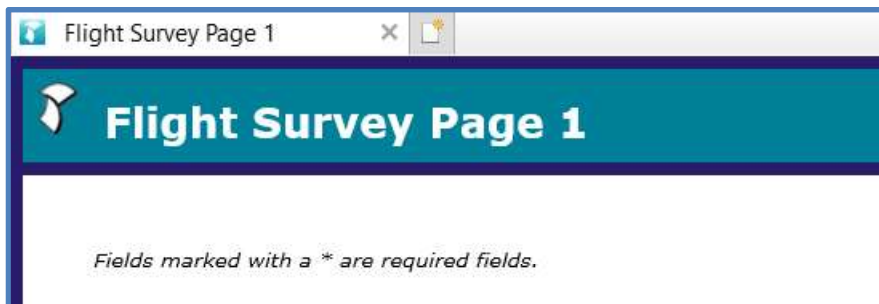 Flight Survey Page 1
Flight Survey Page 1
Fields marked with a * are required fields.